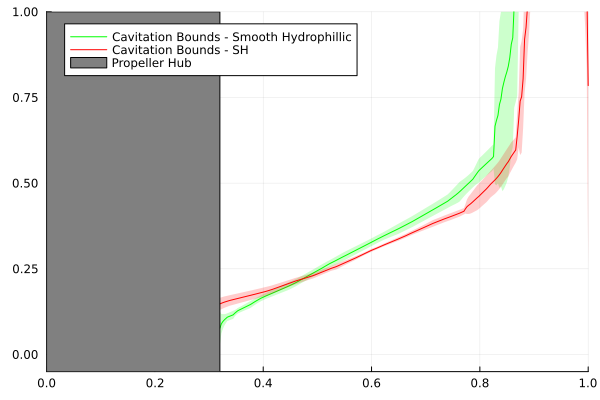 1.00
Cavitation Bounds - Smooth Hydrophillic
Cavitation Bounds - SH
Propeller Hub
0.75
0.50
0.25
0.00
0.0 0.2 0.4 0.6 0.8 1.0